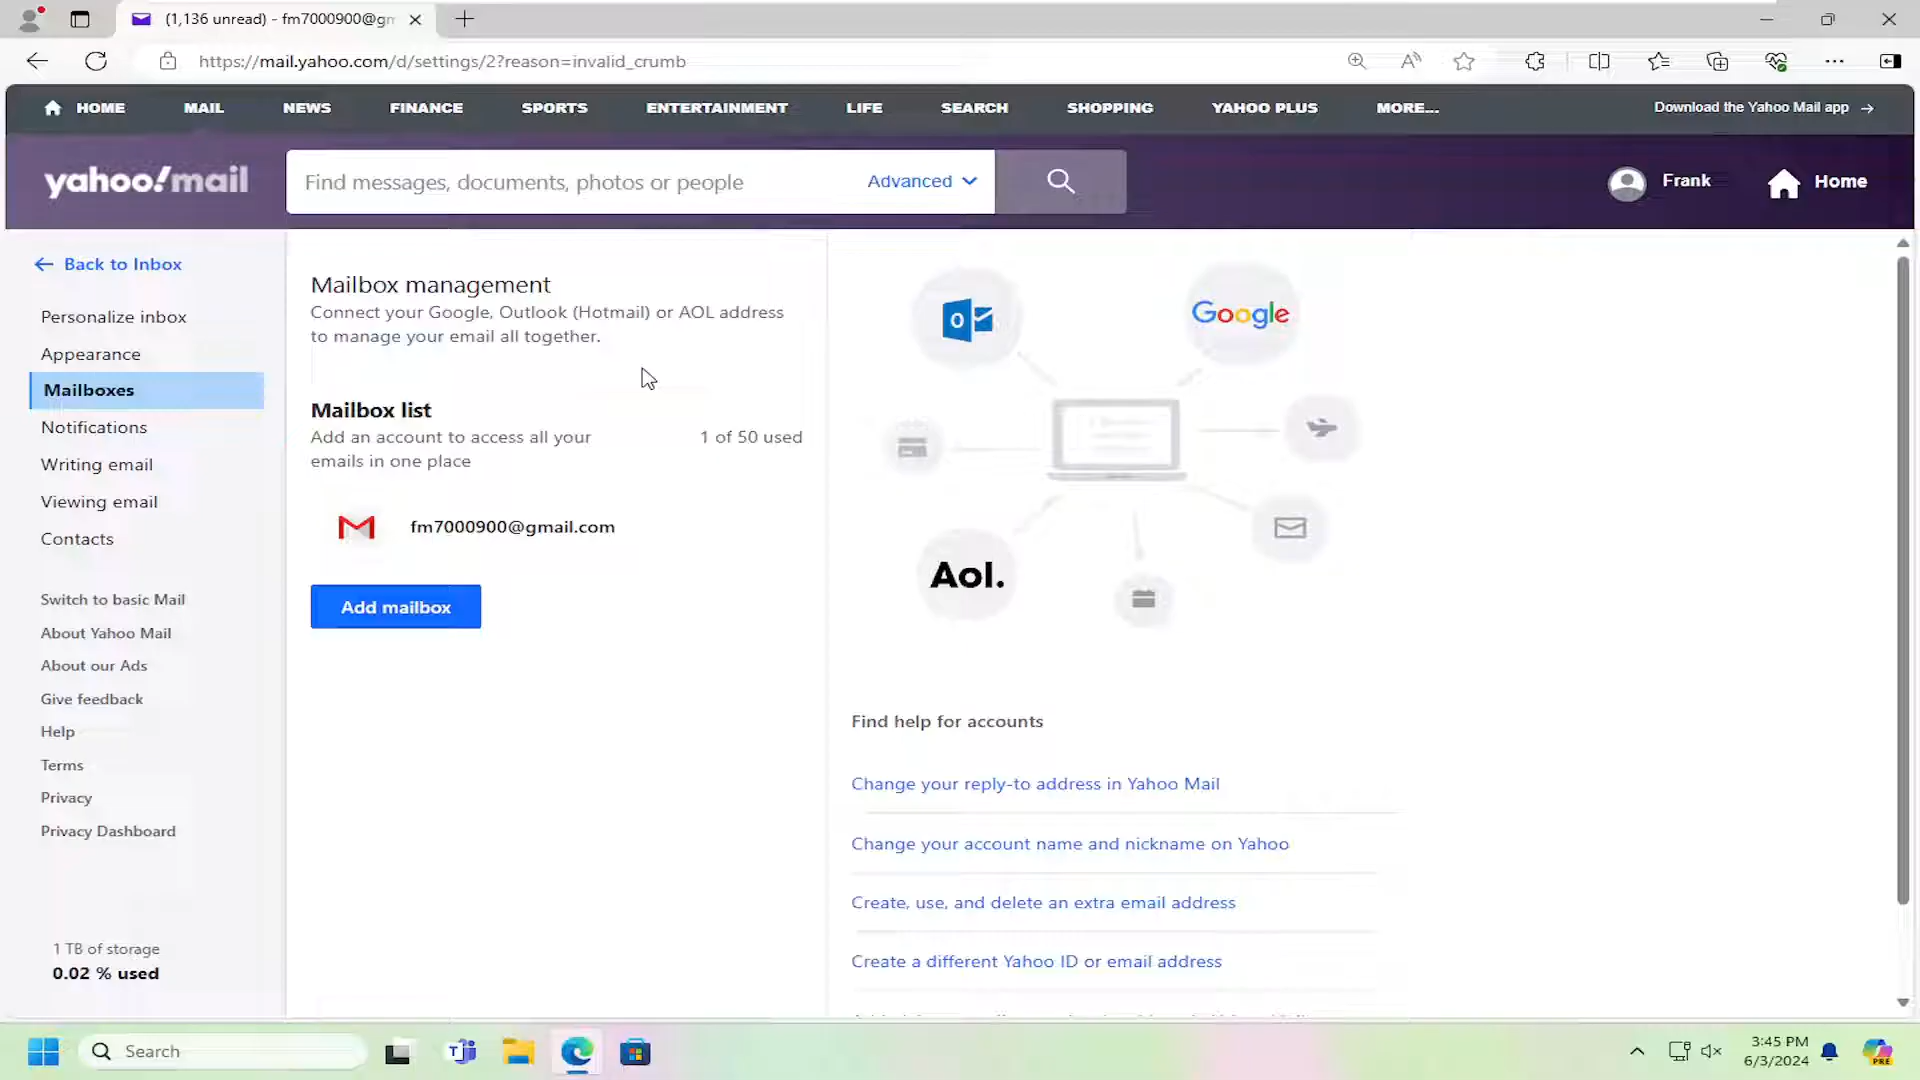 (1,136 unread) - fm7000900@gm
https://mail.yahoo.com/d/settings/2?reason=invalid_crumb
HOME MAIL NEWS FINANCE SPORTS ENTERTAINMENT LIFE SEARCH SHOPPING YAHOO PLUS MORE... Download the Yahoo Mail app →
yahoo!mail
Find messages, documents, photos or people
Advanced
Frank
Home
Back to Inbox
Personalize inbox
Appearance
Mailboxes
Notifications
Writing email
Viewing email
Contacts
Switch to basic Mail
About Yahoo Mail
About our Ads
Give feedback
Help
Terms
Privacy
Privacy Dashboard
1 TB of storage
0.02 % used
Mailbox management
Connect your Google, Outlook (Hotmail) or AOL address
to manage your email all together.
Mailbox list
Add an account to access all your
emails in one place
1 of 50 used
fm7000900@gmail.com
Add mailbox
Google
Aol.
Find help for accounts
Change your reply-to address in Yahoo Mail
Change your account name and nickname on Yahoo
Create, use, and delete an extra email address
Create a different Yahoo ID or email address
Search
3:45 PM
6/3/2024
PRE